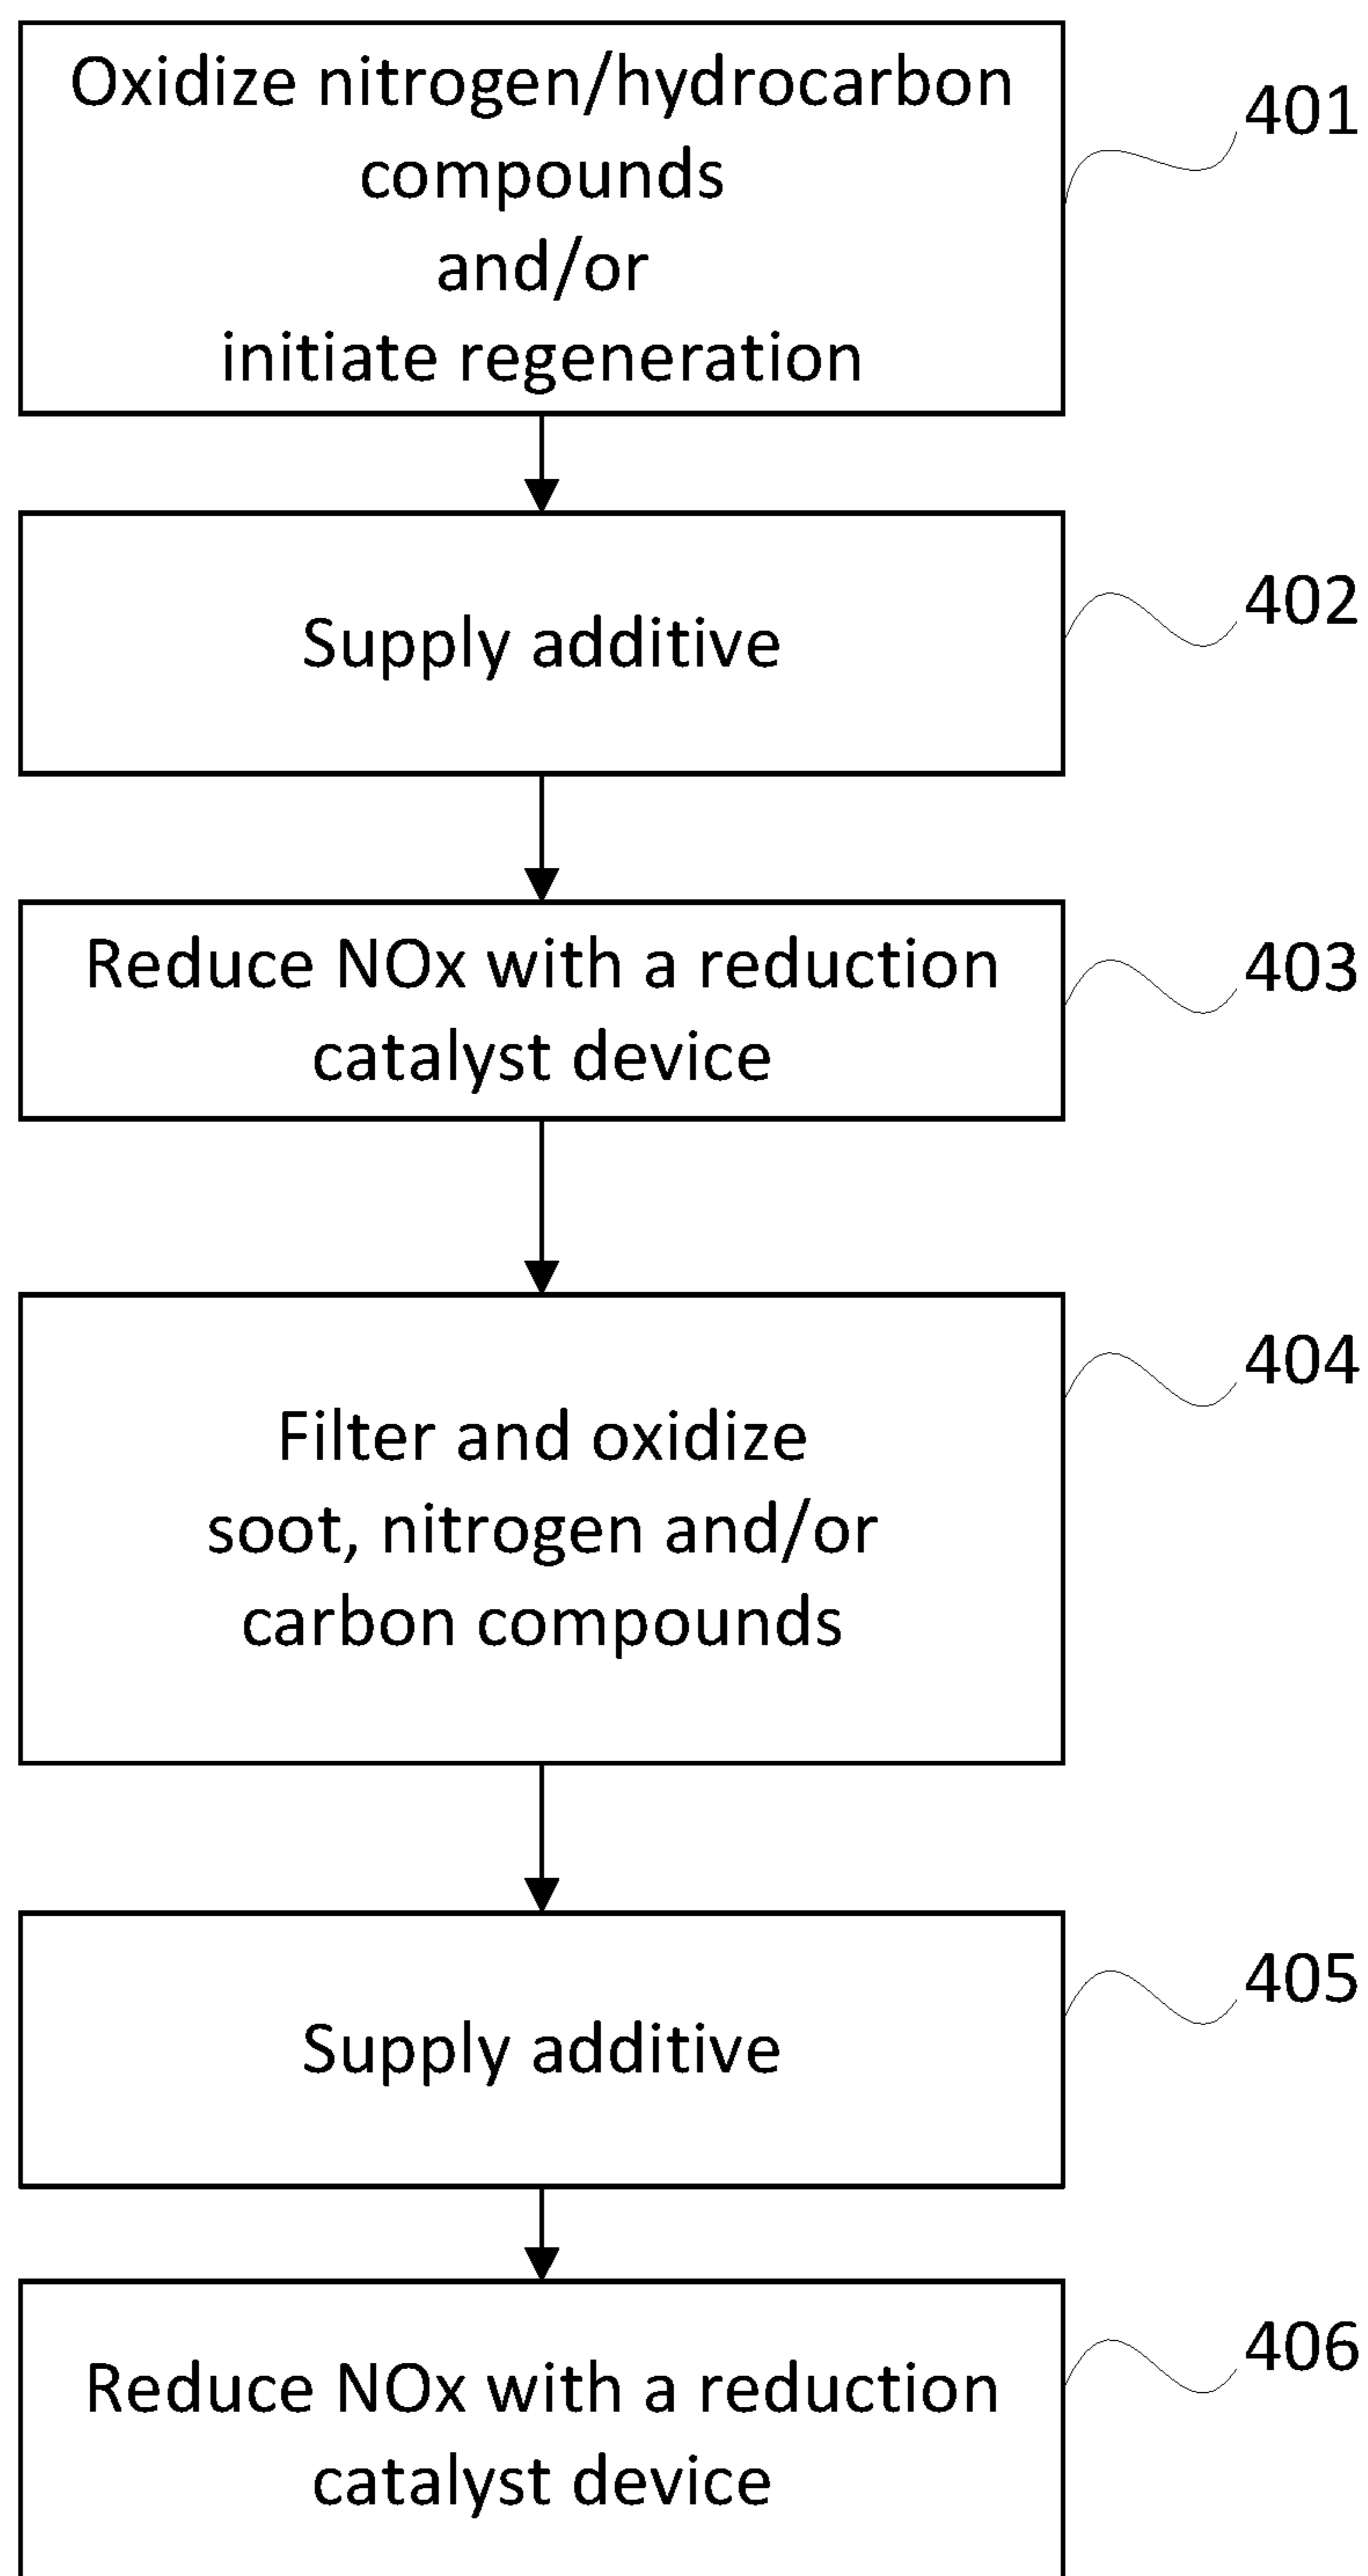 Oxidize nitrogen/hydrocarbon
compounds
and/or
initiate regeneration
401
Supply additive
402
Reduce NOx with a reduction
catalyst device
403
Filter and oxidize
soot, nitrogen and/or
carbon compounds
404
Supply additive
405
Reduce NOx with a reduction
catalyst device
406